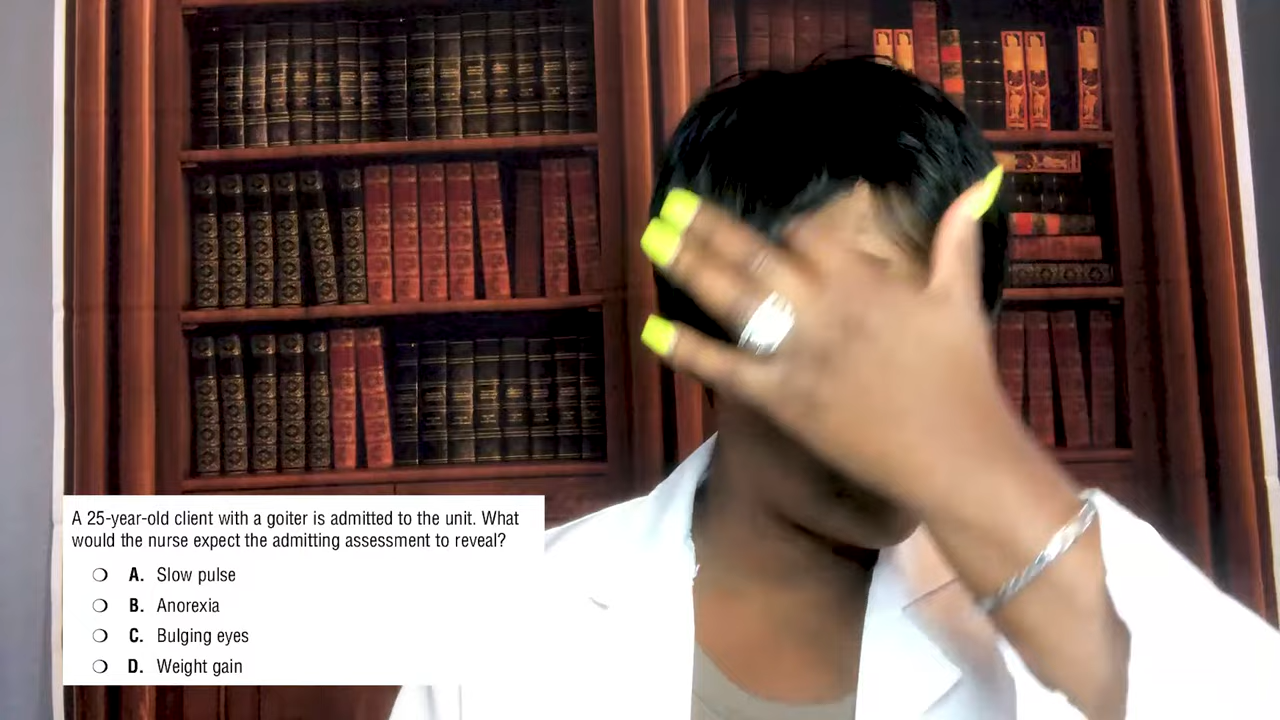 A 25-year-old client with a goiter is admitted to the unit. What
would the nurse expect the admitting assessment to reveal?
A. Slow pulse
B. Anorexia
C. Bulging eyes
D. Weight gain